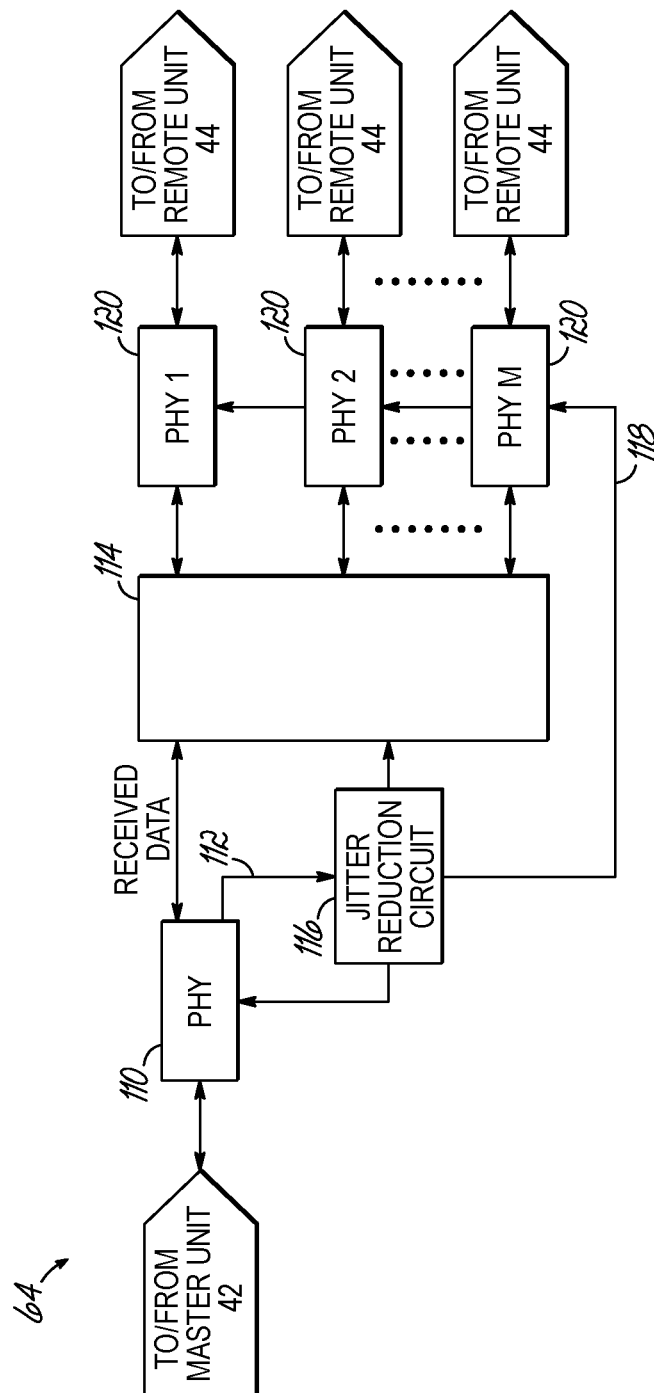 64
TO/FROM
MASTER UNIT
42
110
PHY
RECEIVED
DATA
112
116
JITTER
REDUCTION
CIRCUIT
114
118
120
PHY 1
120
PHY 2
120
PHY M
TO/FROM
REMOTE UNIT
44
TO/FROM
REMOTE UNIT
44
TO/FROM
REMOTE UNIT
44